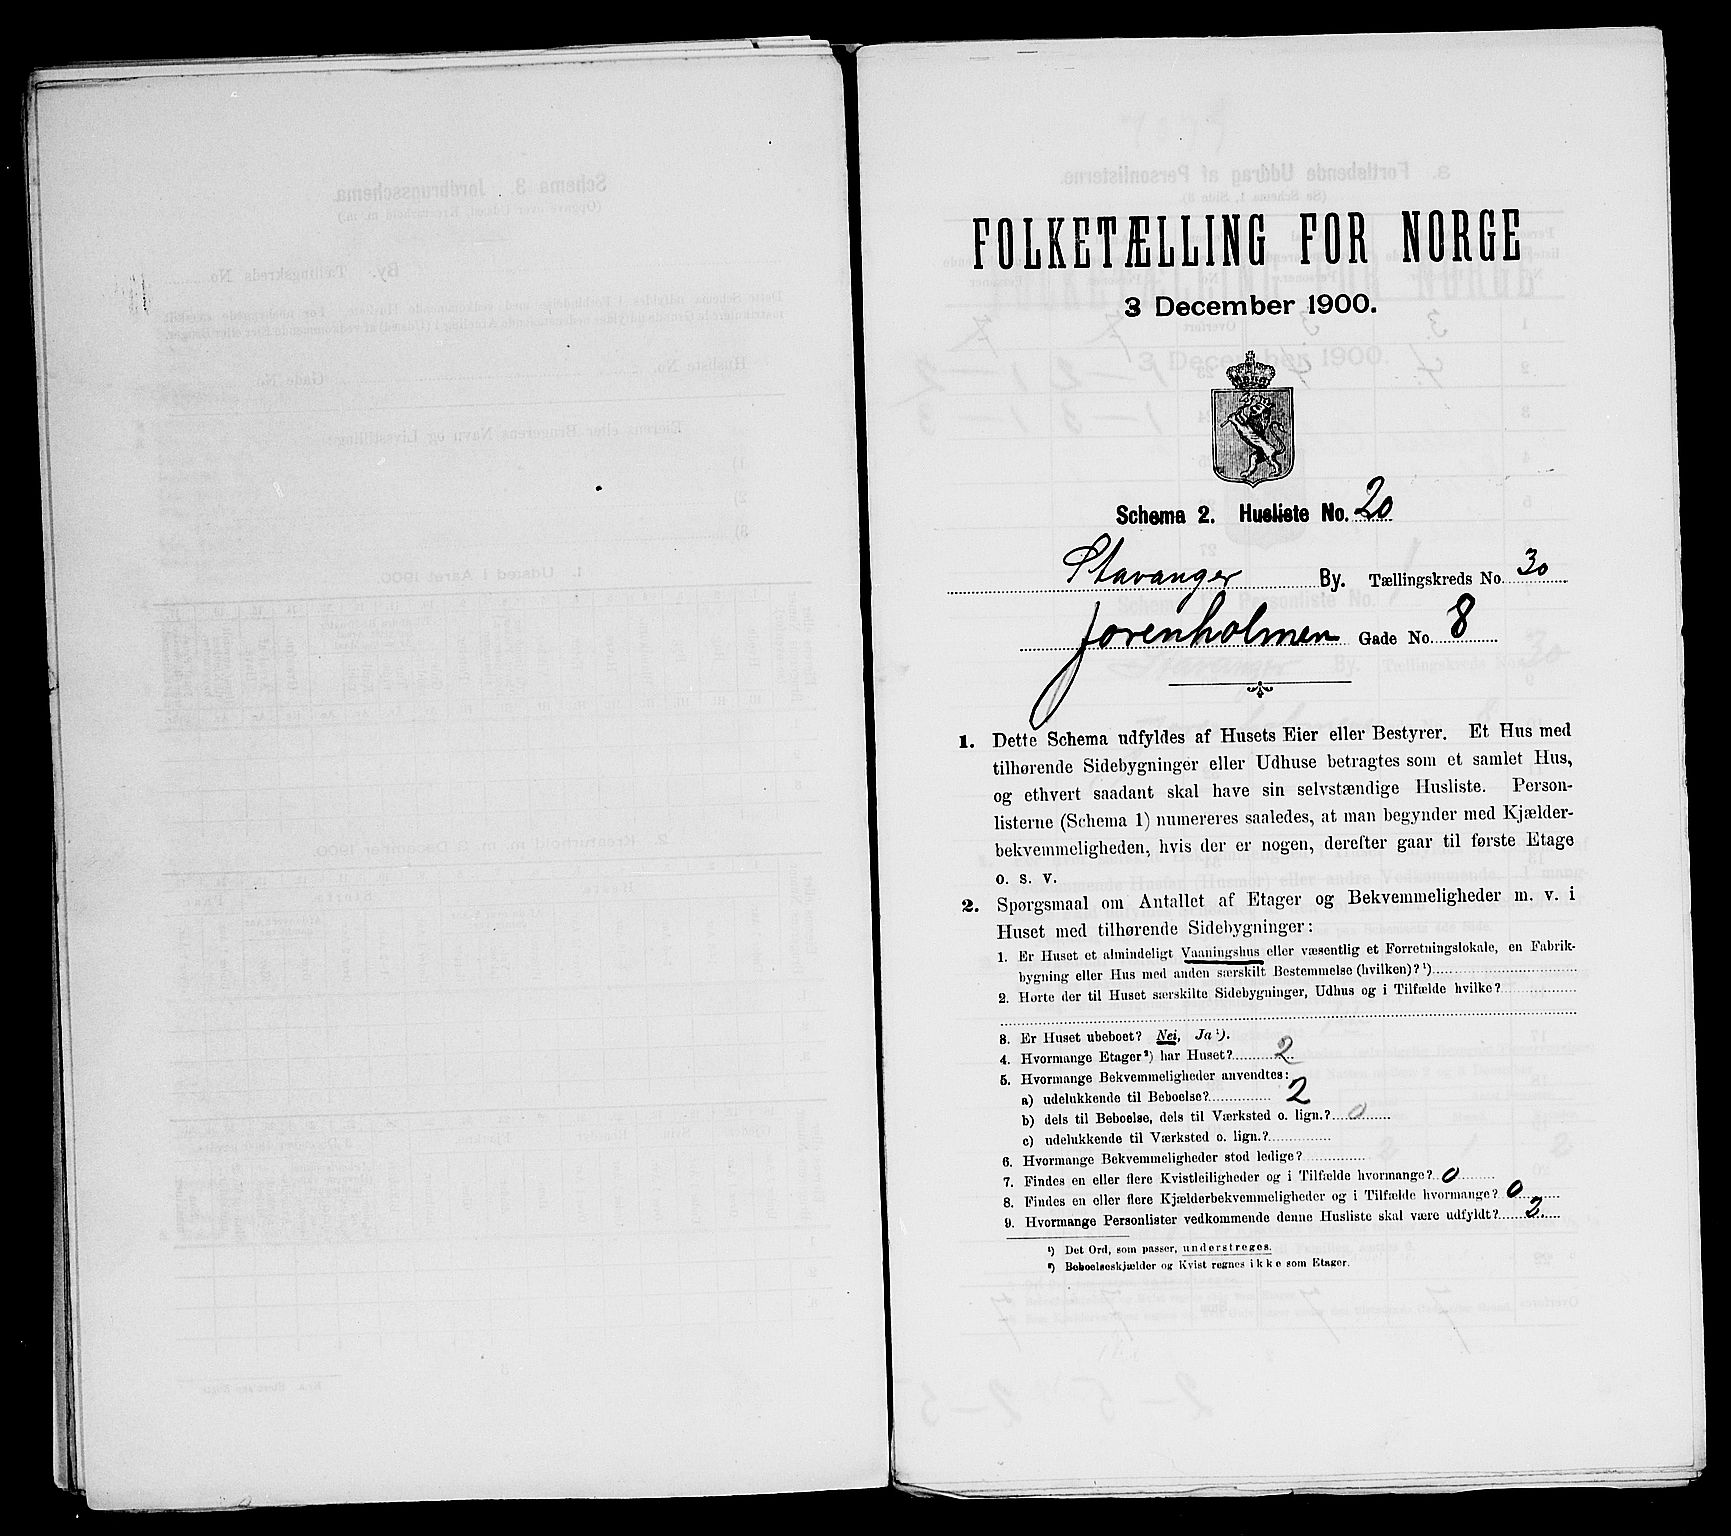 FOLKETÆLLING FOR NORGE
3 December 1900.
Schema 2. Husliste No. 20
Stavanger By. Tællingskreds No. 30
Jorenholmen Gade No. 8
1. Dette Schema udfyldes af Husets Eier eller Bestyrer. Et Hus med
tilhørende Sidebygninger eller Udhuse betragtes som et samlet Hus,
og ethvert saadant skal have sin selvstændige Husliste. Person-
listerne (Schema 1) numereres saaledes, at man begynder med Kjælder-
bekvemmeligheden, hvis der er nogen, derefter gaar til første Etage
o. s. v.
2. Spørgsmaal om Antallet af Etager og Bekvemmeligheder m. v. i
Huset med tilhørende Sidebygninger:
1. Er Huset et almindeligt Vaaningshus eller væsentlig et Forretningslokale, en Fabrik-
bygning eller Hus med anden særskilt Bestemmelse (hvilken)? ¹)
2. Hørte der til Huset særskilte Sidebygninger, Udhus og i Tilfælde hvilke?
3. Er Huset ubeboet? Nei, Ja ¹).
4. Hvormange Etager ²) har Huset? 2
5. Hvormange Bekvemmeligheder anvendtes:
a) udelukkende til Beboelse? 2
b) dels til Beboelse, dels til Værksted o. lign.? 0
c) udelukkende til Værksted o. lign.?
6. Hvormange Bekvemmeligheder stod ledige?
7. Findes en eller flere Kvistleiligheder og i Tilfælde hvormange? 0
8. Findes en eller flere Kjælderbekvemmeligheder og i Tilfælde hvormange? 0
9. Hvormange Personlister vedkommende denne Husliste skal være udfyldt? 2.
¹) Det Ord, som passer, understreges.
²) Beboelseskjælder og Kvist regnes ikke som Etager.